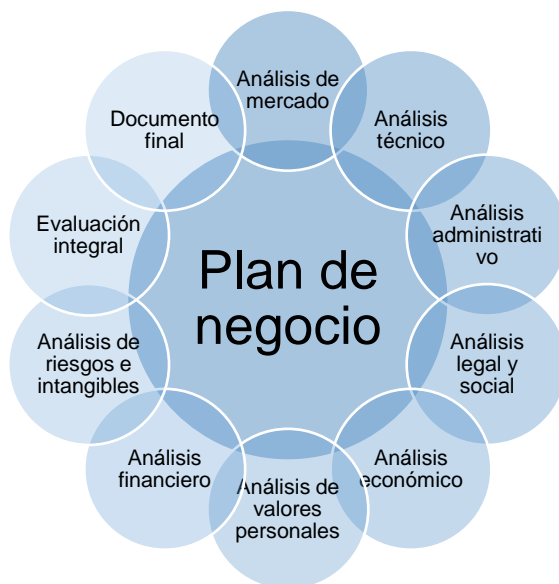 Plan de
negocio
Análisis de
mercado
Análisis
técnico
Análisis
administrati
vo
Análisis
legal y
social
Análisis
económico
Análisis de
valores
personales
Análisis
financiero
Análisis de
riesgos e
intangibles
Evaluación
integral
Documento
final